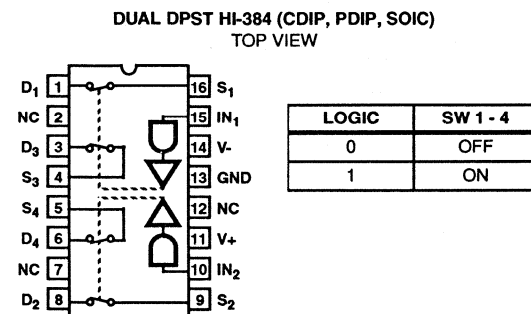 DUAL DPST HI-384 (CDIP, PDIP, SOIC)
TOP VIEW
D1 1 16 S1
NC 2 15 IN1
D3 3 14 V-
S3 4 13 GND
S4 5 12 NC
D4 6 11 V+
NC 7 10 IN2
D2 8 9 S2
LOGIC SW 1 - 4
0 OFF
1 ON